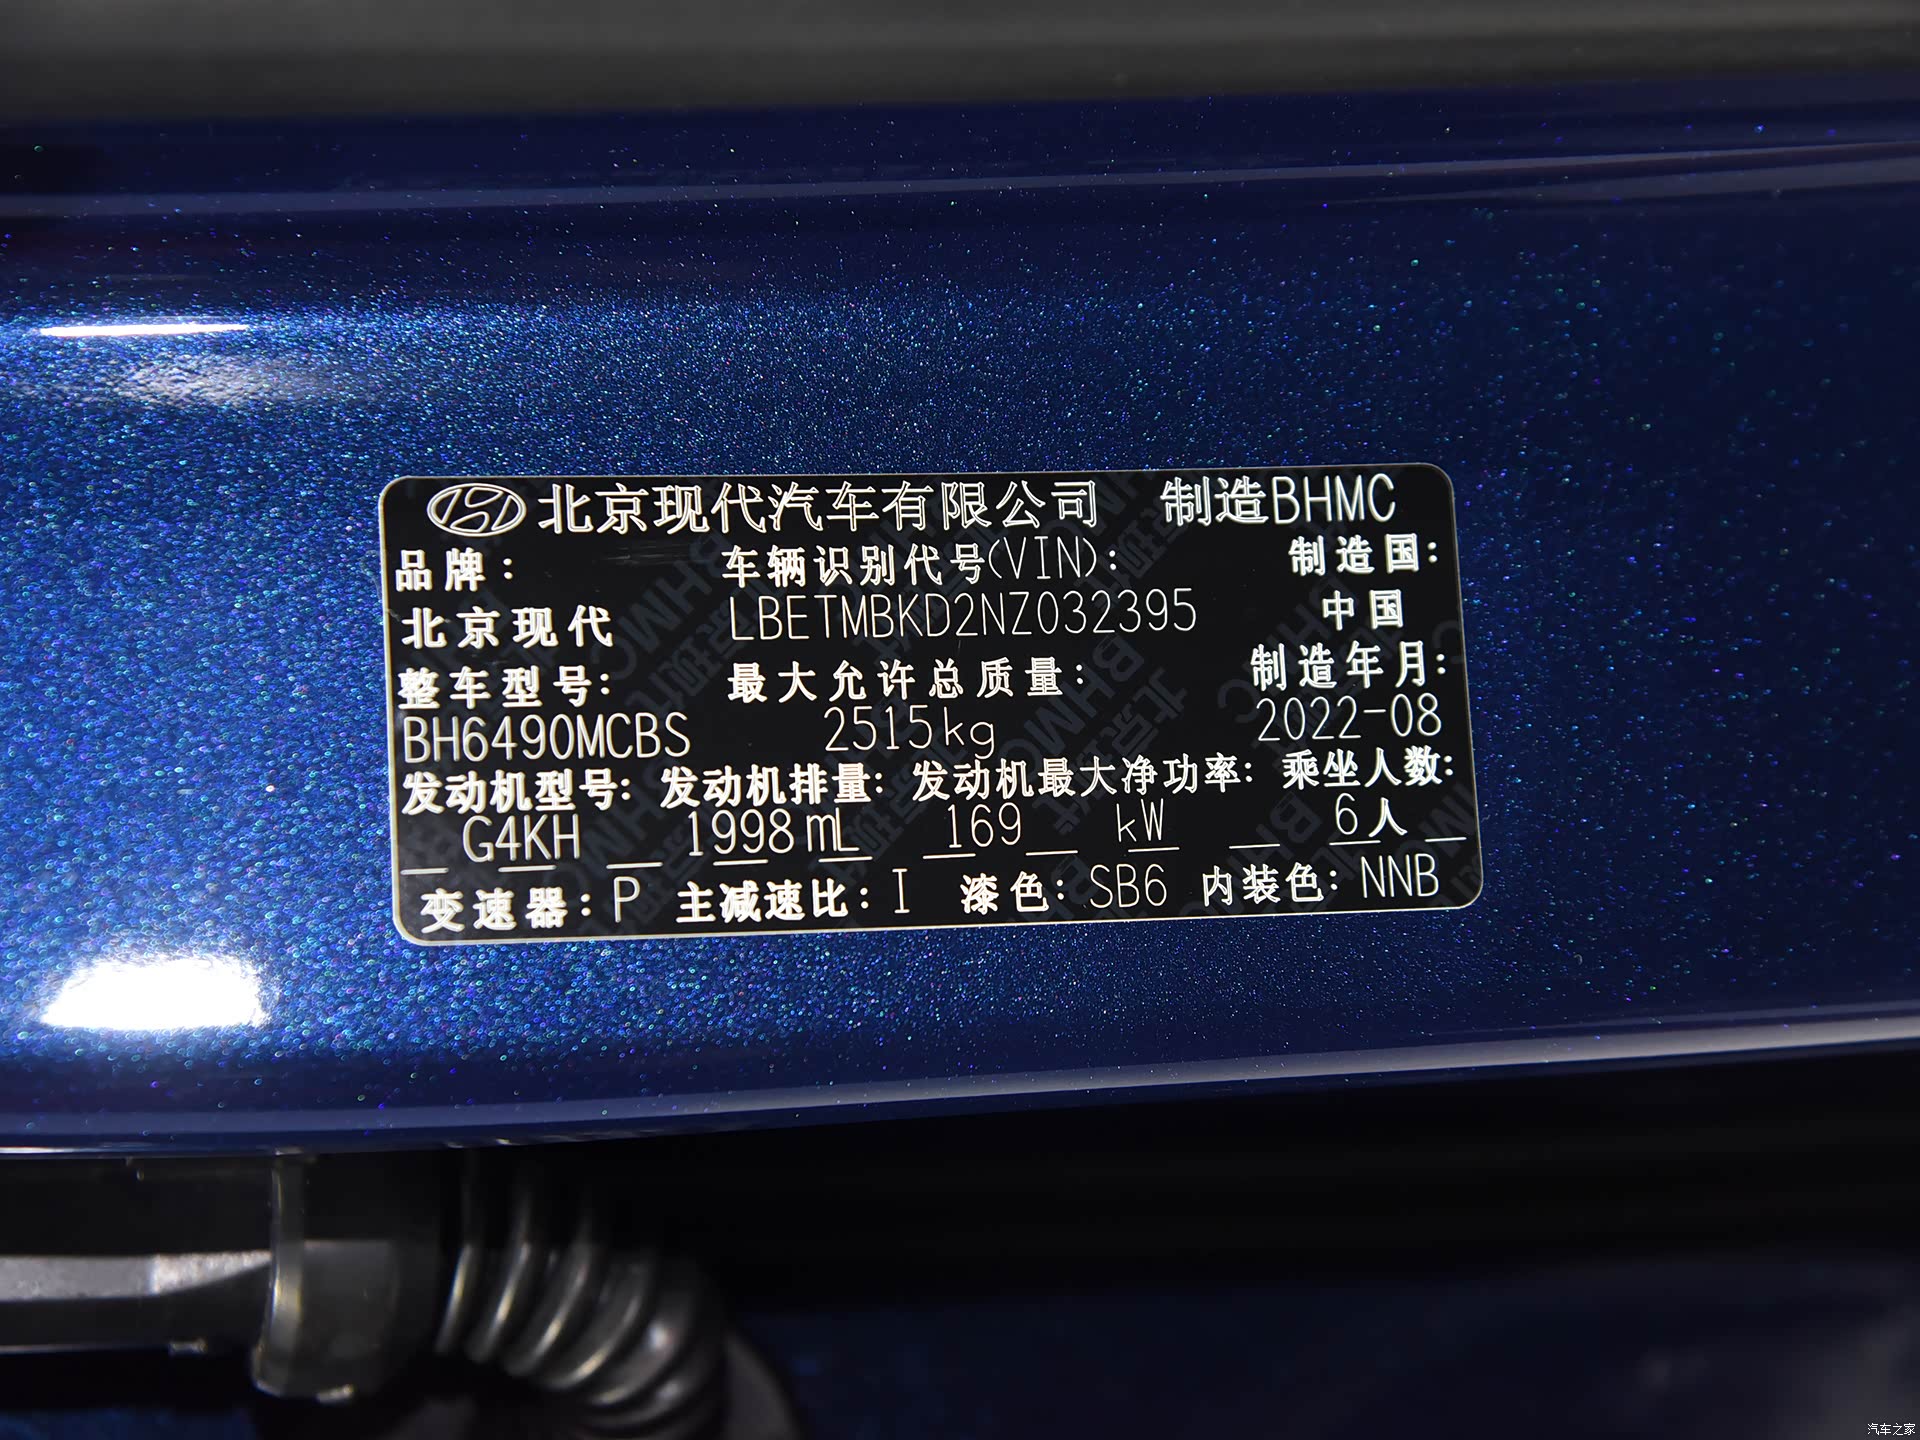 北京现代汽车有限公司 制造BHMC
品牌： 车辆识别代号(VIN)： 制造国：
北京现代 LBETMBKD2NZ032395 中国
整车型号： 最大允许总质量： 制造年月：
BH6490MCBS 2515kg 2022-08
发动机型号： 发动机排量： 发动机最大净功率： 乘坐人数：
G4KH 1998mL 169 kW 6人
变速器：P 主减速比：I 漆色：SB6 内装色：NNB
汽车之家